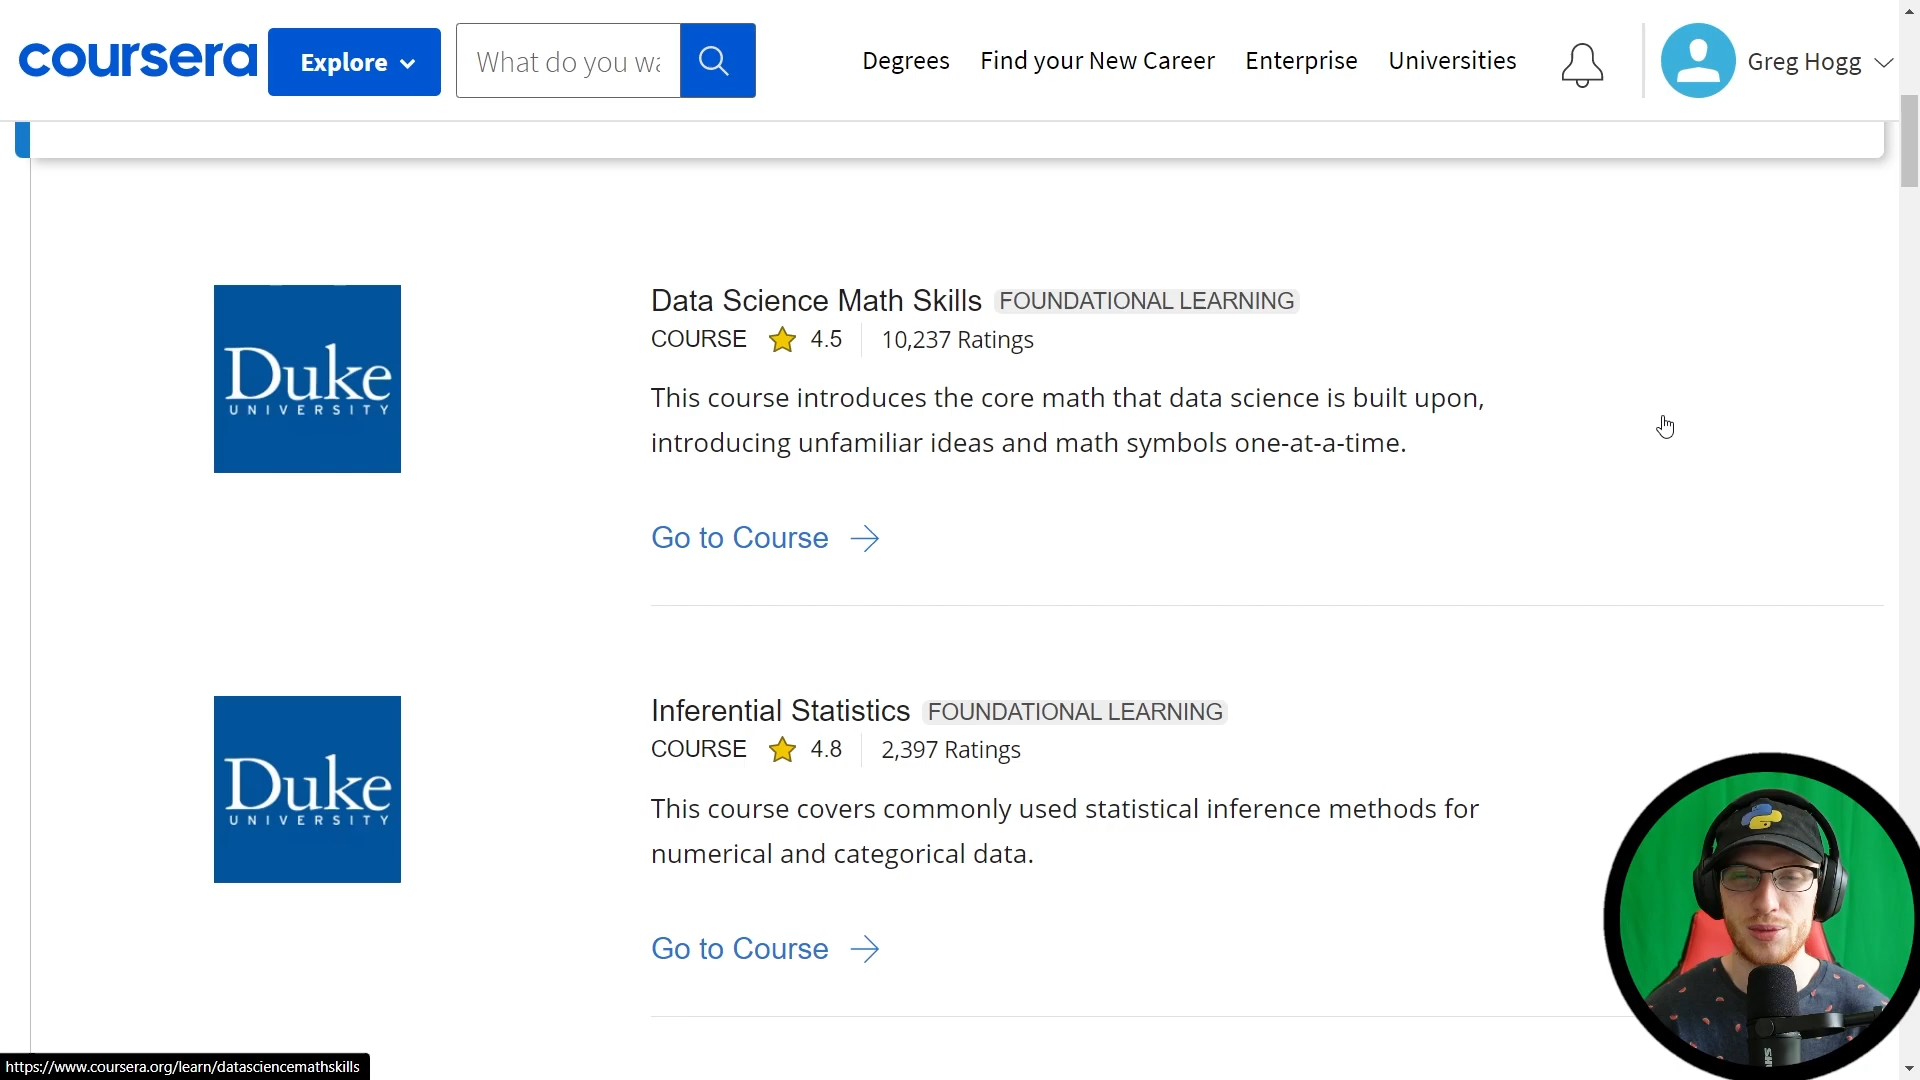 coursera
Explore
What do you wa
Degrees
Find your New Career
Enterprise
Universities
Greg Hogg
Duke
UNIVERSITY
Data Science Math Skills FOUNDATIONAL LEARNING
COURSE 4.5 10,237 Ratings
This course introduces the core math that data science is built upon,
introducing unfamiliar ideas and math symbols one-at-a-time.
Go to Course
Duke
UNIVERSITY
Inferential Statistics FOUNDATIONAL LEARNING
COURSE 4.8 2,397 Ratings
This course covers commonly used statistical inference methods for
numerical and categorical data.
Go to Course
https://www.coursera.org/learn/datasciencemathskills